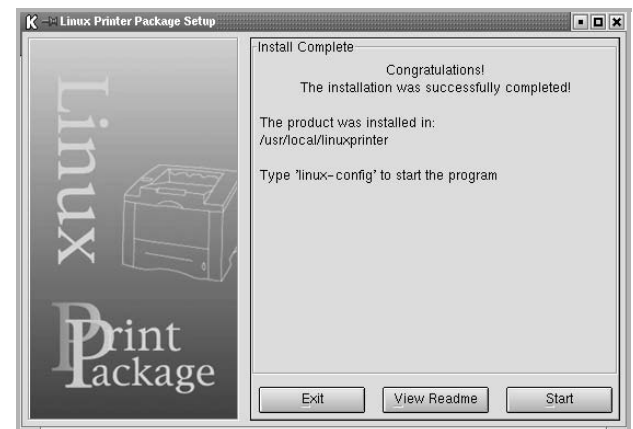 Linux Printer Package Setup
Linux
Print
Package
Install Complete
Congratulations!
The installation was successfully completed!
The product was installed in:
/usr/local/linuxprinter
Type 'linux-config' to start the program
Exit
View Readme
Start